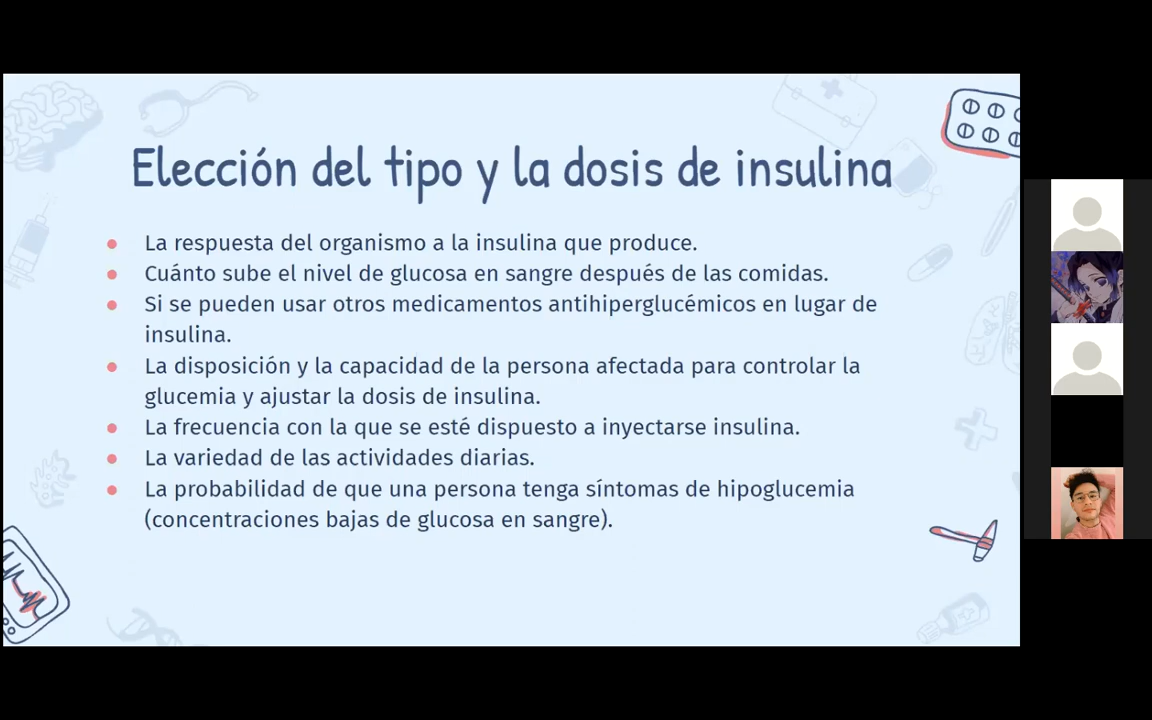 Elección del tipo y la dosis de insulina
● La respuesta del organismo a la insulina que produce.
● Cuánto sube el nivel de glucosa en sangre después de las comidas.
● Si se pueden usar otros medicamentos antihiperglucémicos en lugar de
insulina.
● La disposición y la capacidad de la persona afectada para controlar la
glucemia y ajustar la dosis de insulina.
● La frecuencia con la que se esté dispuesto a inyectarse insulina.
● La variedad de las actividades diarias.
● La probabilidad de que una persona tenga síntomas de hipoglucemia
(concentraciones bajas de glucosa en sangre).